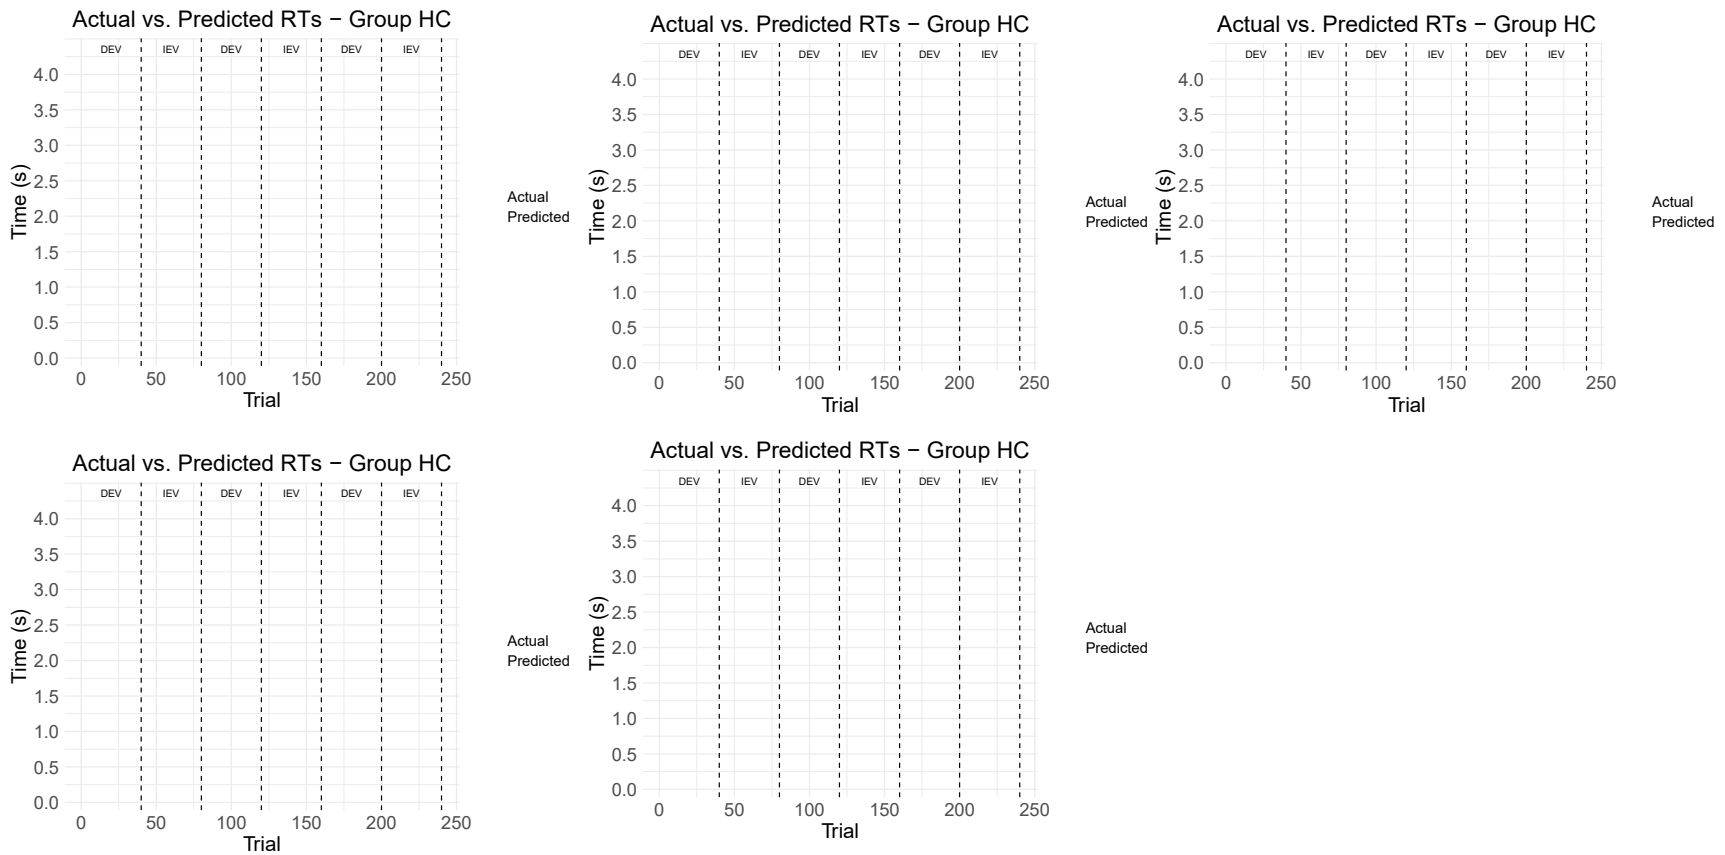 Actual vs. Predicted RTs − Group HC
DEV IEV DEV IEV DEV IEV
4.0
3.5
3.0
2.5
2.0
1.5
1.0
0.5
0.0
Time (s)
0 50 100 150 200 250
Trial
Actual
Predicted
Actual vs. Predicted RTs − Group HC
DEV IEV DEV IEV DEV IEV
4.0
3.5
3.0
2.5
2.0
1.5
1.0
0.5
0.0
Time (s)
0 50 100 150 200 250
Trial
Actual
Predicted
Actual vs. Predicted RTs − Group HC
DEV IEV DEV IEV DEV IEV
4.0
3.5
3.0
2.5
2.0
1.5
1.0
0.5
0.0
Time (s)
0 50 100 150 200 250
Trial
Actual
Predicted
Actual vs. Predicted RTs − Group HC
DEV IEV DEV IEV DEV IEV
4.0
3.5
3.0
2.5
2.0
1.5
1.0
0.5
0.0
Time (s)
0 50 100 150 200 250
Trial
Actual
Predicted
Actual vs. Predicted RTs − Group HC
DEV IEV DEV IEV DEV IEV
4.0
3.5
3.0
2.5
2.0
1.5
1.0
0.5
0.0
Time (s)
0 50 100 150 200 250
Trial
Actual
Predicted